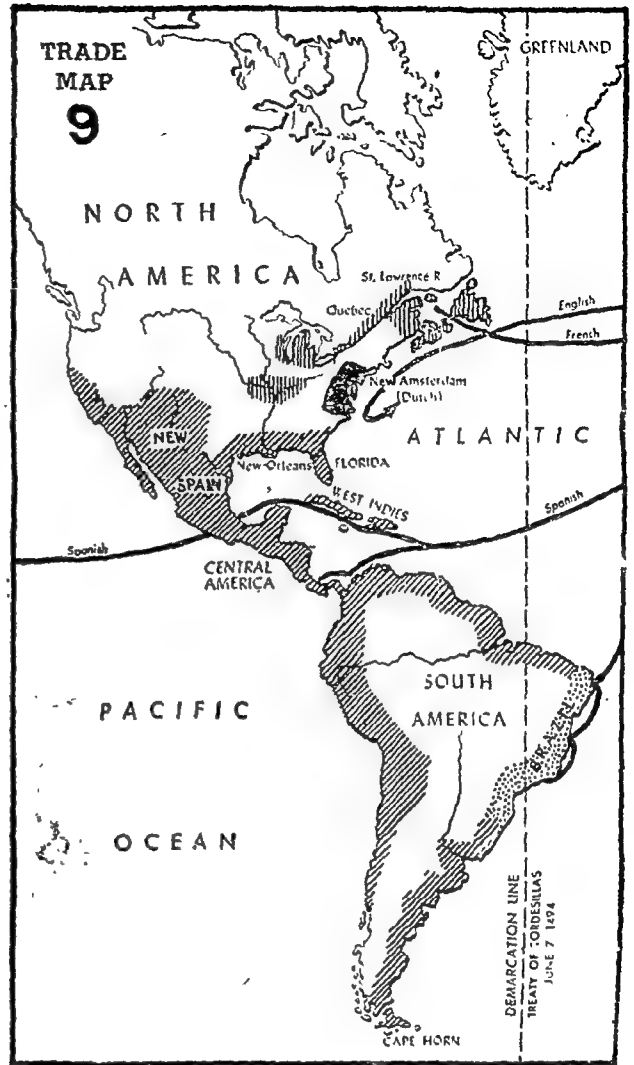 TRADE
MAP
9
GREENLAND
NORTH
AMERICA
St. Lawrence R.
Quebec
English
French
New Amsterdam
(Dutch)
ATLANTIC
NEW
SPAIN
New Orleans
FLORIDA
WEST INDIES
Spanish
Spanish
CENTRAL
AMERICA
SOUTH
AMERICA
BRAZIL
PACIFIC
OCEAN
DEMARCATION LINE
TREATY OF TORDESILLAS
JUNE 7 1494
CAPE HORN